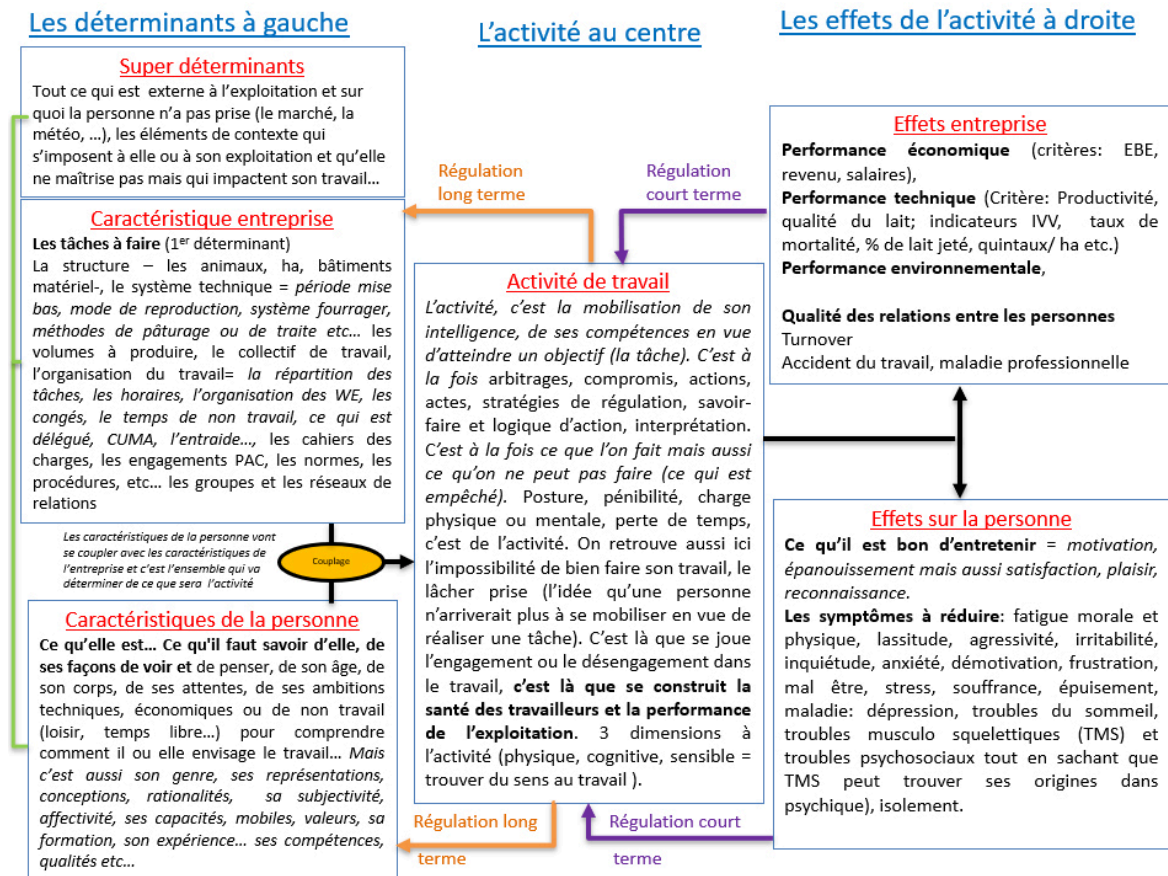 Les déterminants à gauche
L'activité au centre
Les effets de l'activité à droite
Super déterminants
Tout ce qui est externe à l'exploitation et sur
quoi la personne n'a pas prise (le marché, la
météo, …), les éléments de contexte qui
s'imposent à elle ou à son exploitation et qu'elle
ne maîtrise pas mais qui impactent son travail…
Caractéristique entreprise
Les tâches à faire (1er déterminant)
La structure – les animaux, ha, bâtiments
matériel-, le système technique = période mise
bas, mode de reproduction, système fourrager,
méthodes de pâturage ou de traite etc… les
volumes à produire, le collectif de travail,
l'organisation du travail= la répartition des
tâches, les horaires, l'organisation des WE, les
congés, le temps de non travail, ce qui est
délégué, CUMA, l'entraide…, les cahiers des
charges, les engagements PAC, les normes, les
procédures, etc… les groupes et les réseaux de
relations
Les caractéristiques de la personne vont
se coupler avec les caractéristiques de
l'entreprise et c'est l'ensemble qui va
déterminer de ce que sera l'activité
Couplage
Caractéristiques de la personne
Ce qu'elle est… Ce qu'il faut savoir d'elle, de
ses façons de voir et de penser, de son âge, de
son corps, de ses attentes, de ses ambitions
techniques, économiques ou de non travail
(loisir, temps libre…) pour comprendre
comment il ou elle envisage le travail… Mais
c'est aussi son genre, ses représentations,
conceptions, rationalités, sa subjectivité,
affectivité, ses capacités, mobiles, valeurs, sa
formation, son expérience… ses compétences,
qualités etc…
Régulation
long terme
Régulation
court terme
Activité de travail
L'activité, c'est la mobilisation de son
intelligence, de ses compétences en vue
d'atteindre un objectif (la tâche). C'est à
la fois arbitrages, compromis, actions,
actes, stratégies de régulation, savoir-
faire et logique d'action, interprétation.
C'est à la fois ce que l'on fait mais aussi
ce qu'on ne peut pas faire (ce qui est
empêché). Posture, pénibilité, charge
physique ou mentale, perte de temps,
c'est de l'activité. On retrouve aussi ici
l'impossibilité de bien faire son travail, le
lâcher prise (l'idée qu'une personne
n'arriverait plus à se mobiliser en vue de
réaliser une tâche). C'est là que se joue
l'engagement ou le désengagement dans
le travail, c'est là que se construit la
santé des travailleurs et la performance
de l'exploitation. 3 dimensions à
l'activité (physique, cognitive, sensible =
trouver du sens au travail ).
Régulation long
terme
Régulation court
terme
Effets entreprise
Performance économique (critères: EBE,
revenu, salaires),
Performance technique (Critère: Productivité,
qualité du lait; indicateurs IVV, taux de
mortalité, % de lait jeté, quintaux/ ha etc.)
Performance environnementale,
Qualité des relations entre les personnes
Turnover
Accident du travail, maladie professionnelle
Effets sur la personne
Ce qu'il est bon d'entretenir = motivation,
épanouissement mais aussi satisfaction, plaisir,
reconnaissance.
Les symptômes à réduire: fatigue morale et
physique, lassitude, agressivité, irritabilité,
inquiétude, anxiété, démotivation, frustration,
mal être, stress, souffrance, épuisement,
maladie: dépression, troubles du sommeil,
troubles musculo squelettiques (TMS) et
troubles psychosociaux tout en sachant que
TMS peut trouver ses origines dans
psychique), isolement.